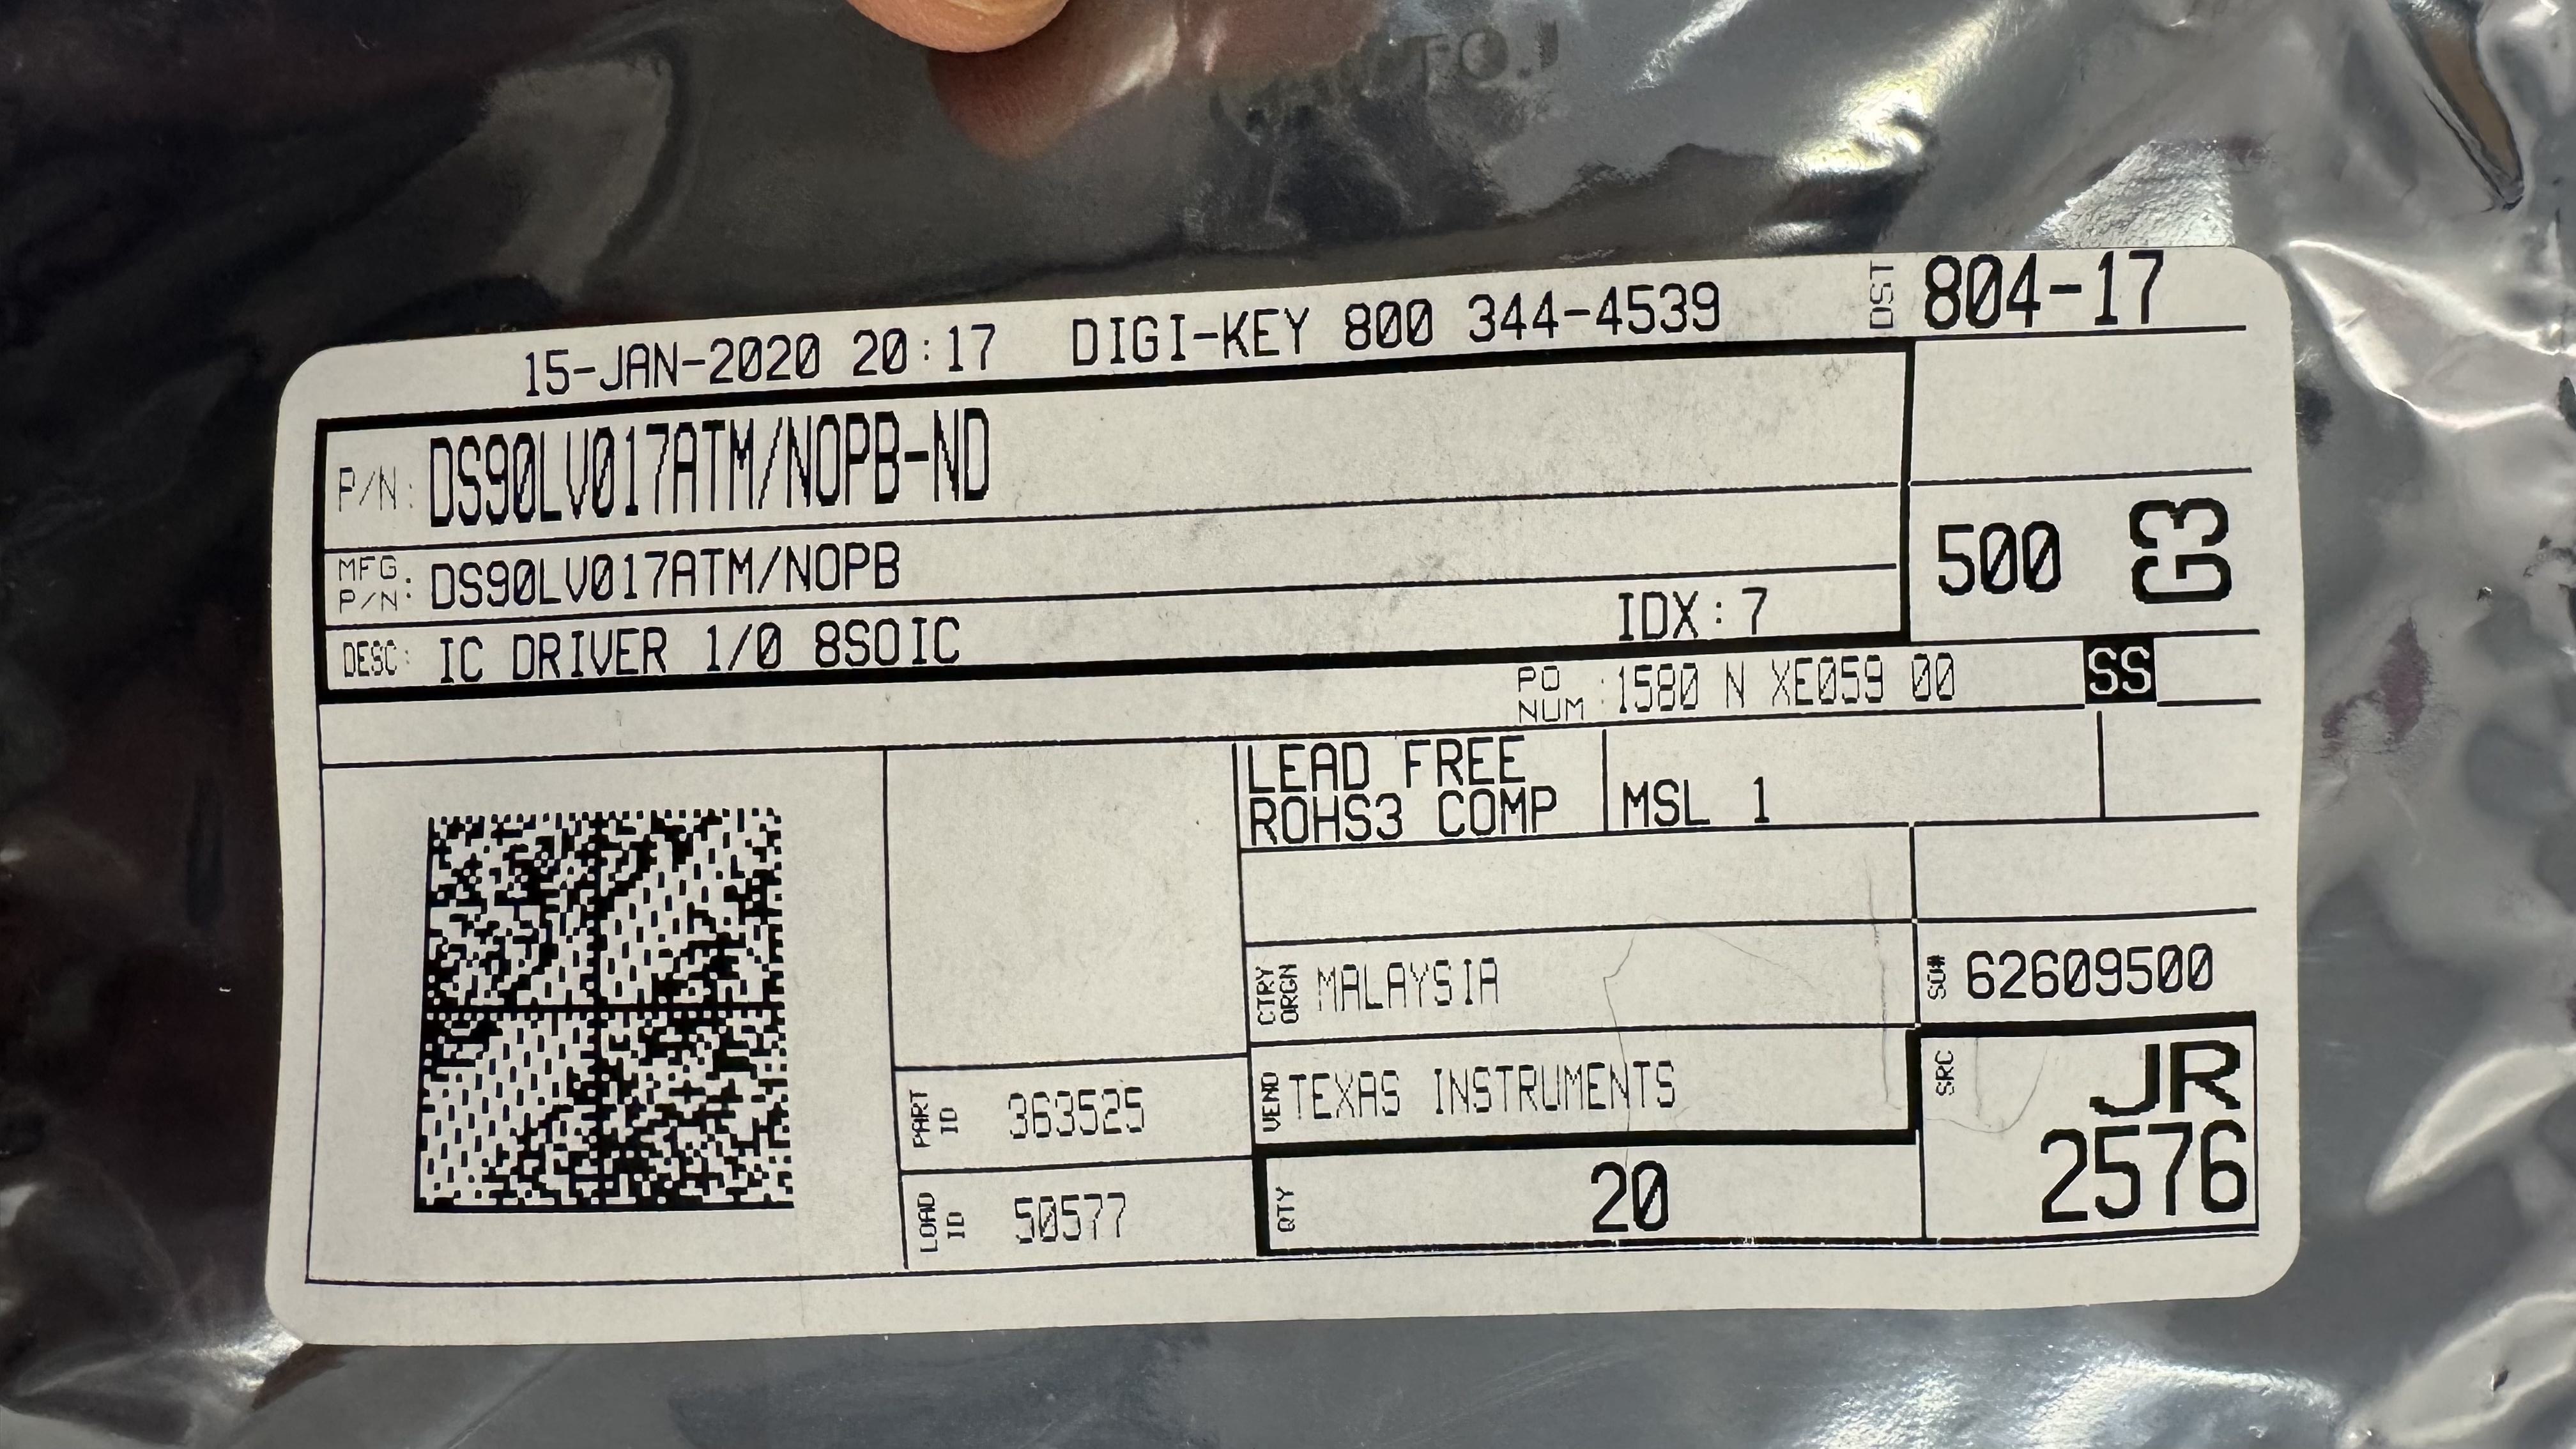 15-JAN-2020 20:17 DIGI-KEY 800 344-4539
DST 804-17
P/N: DS90LV017ATM/NOPB-ND
MFG. P/N: DS90LV017ATM/NOPB
500 G3
DESC: IC DRIVER 1/0 8SOIC IDX:7
PO NUM :1580 N XE059 00 SS
LEAD FREE
ROHS3 COMP
MSL 1
CTRY ORGN MALAYSIA
SO# 62609500
PART ID 363525
VEND TEXAS INSTRUMENTS
SRC JR
2576
LOAD ID 50577
QTY 20